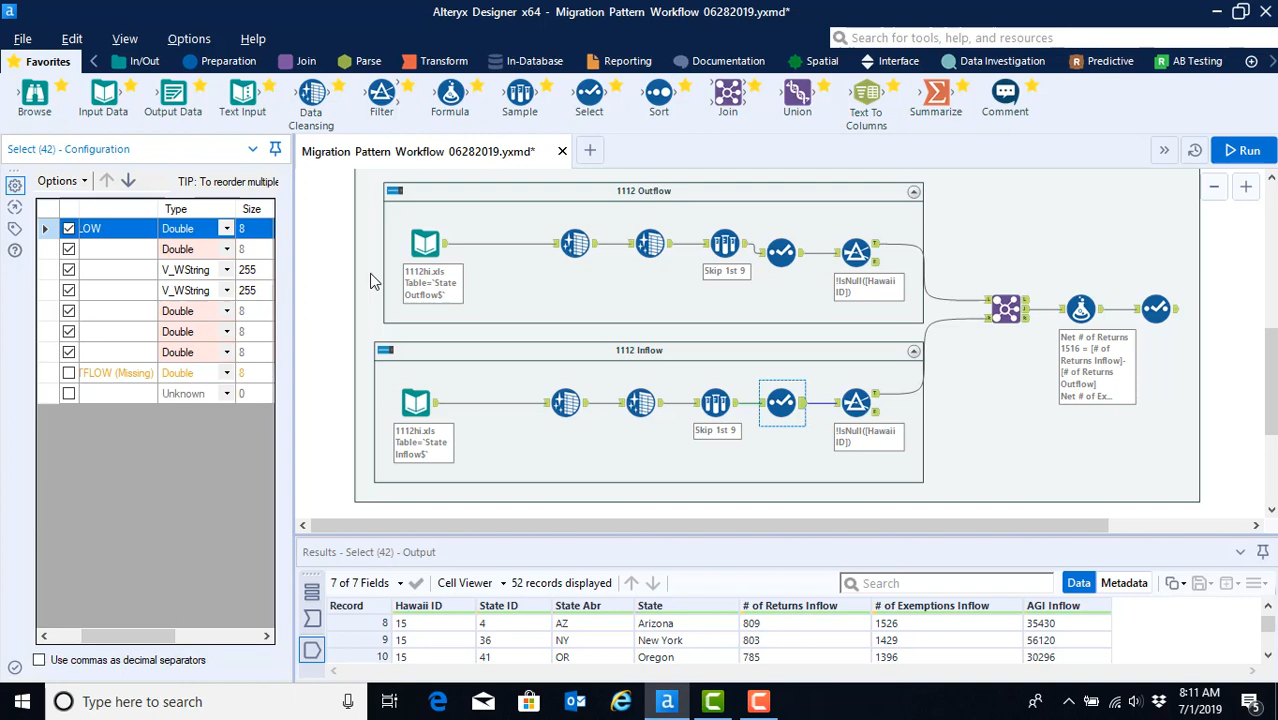 Alteryx Designer x64 - Migration Pattern Workflow 06282019.yxmd*
File Edit View Options Help
Search for tools, help, and resources
Favorites In/Out Preparation Join Parse Transform In-Database Reporting Documentation Spatial Interface Data Investigation Predictive AB Testing
Browse Input Data Output Data Text Input Data Cleansing Filter Formula Sample Select Sort Join Union Text To Columns Summarize Comment
Select (42) - Configuration
Migration Pattern Workflow 06282019.yxmd*
Run
Options TIP: To reorder multiple
Type Size
LOW Double 8
Double 8
V_WString 255
V_WString 255
Double 8
Double 8
Double 8
TFLOW (Missing) Double 8
Unknown 0
Use commas as decimal separators
1112 Outflow
1112hi.xls
Table=`State
Outflow$`
Skip 1st 9
!IsNull([Hawaii
ID])
1112 Inflow
1112hi.xls
Table=`State
Inflow$`
Skip 1st 9
!IsNull([Hawaii
ID])
Net # of Returns
1516 = [# of
Returns Inflow]-
[# of Returns
Outflow]
Net # of Ex...
Results - Select (42) - Output
7 of 7 Fields Cell Viewer 52 records displayed Search Data Metadata
Record Hawaii ID State ID State Abr State # of Returns Inflow # of Exemptions Inflow AGI Inflow
8 15 4 AZ Arizona 809 1526 35430
9 15 36 NY New York 803 1429 56120
10 15 41 OR Oregon 785 1396 30296
Type here to search
8:11 AM
7/1/2019
5